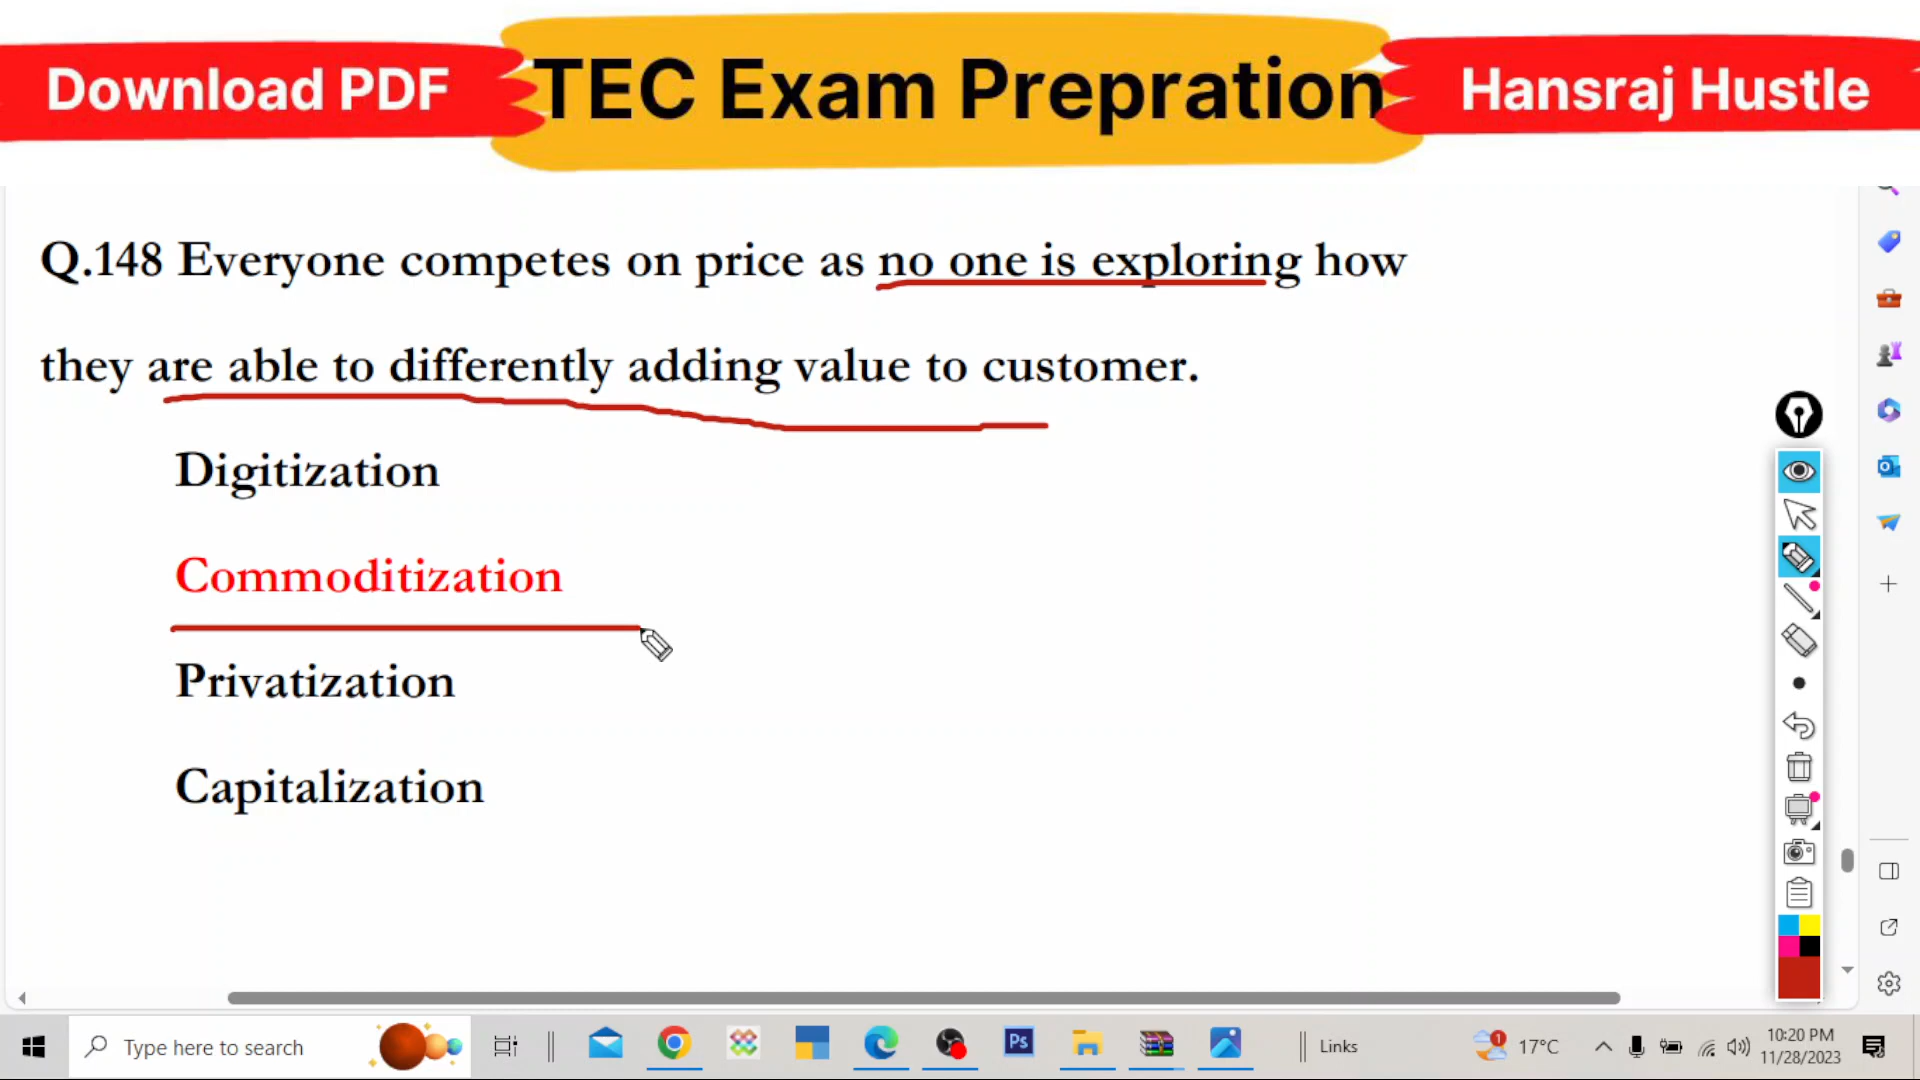 Download PDF
TEC Exam Prepration
Hansraj Hustle
Q.148 Everyone competes on price as no one is exploring how
they are able to differently adding value to customer.
Digitization
Commoditization
Privatization
Capitalization
Type here to search
Ps
1
Links
17°C
10:20 PM
11/28/2023